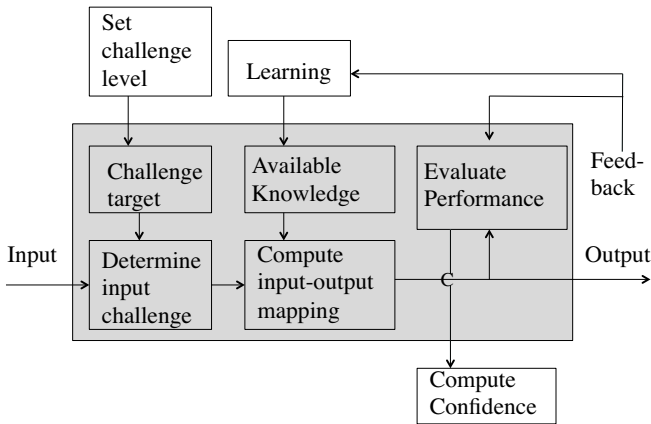 Set
challenge
level
Learning
Challenge
target
Available
Knowledge
Evaluate
Performance
Feed-
back
Input
Determine
input
challenge
Compute
input-output
mapping
C
Output
Compute
Confidence